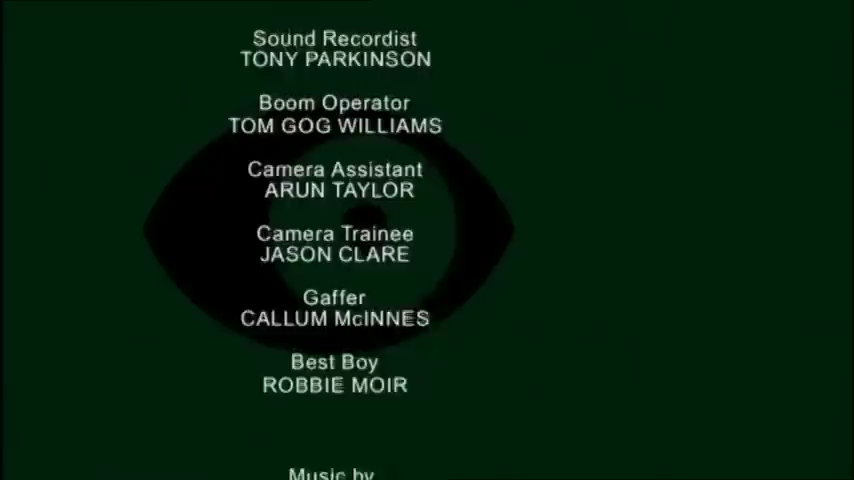 Sound Recordist
TONY PARKINSON
Boom Operator
TOM GOG WILLIAMS
Camera Assistant
ARUN TAYLOR
Camera Trainee
JASON CLARE
Gaffer
CALLUM McINNES
Best Boy
ROBBIE MOIR
Music by